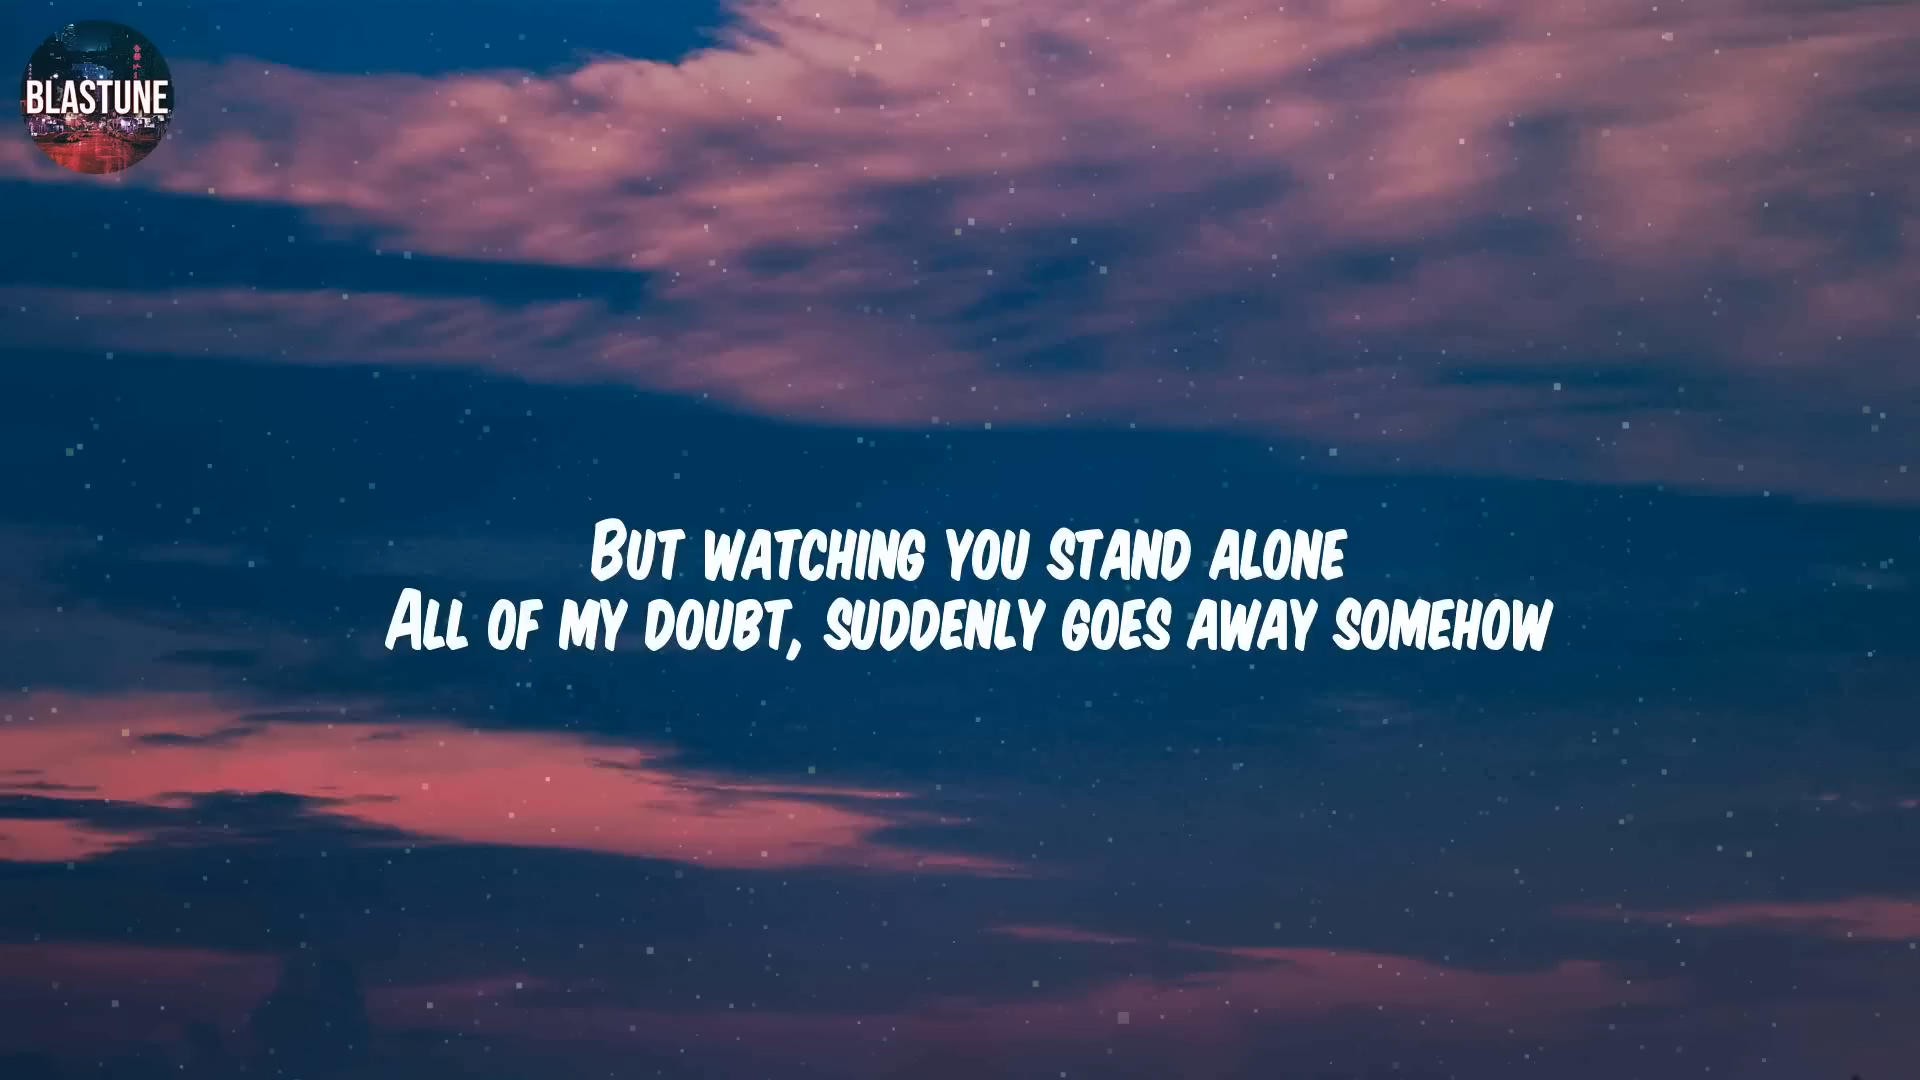 BLASTUNE
BUT WATCHING YOU STAND ALONE
ALL OF MY DOUBT, SUDDENLY GOES AWAY SOMEHOW